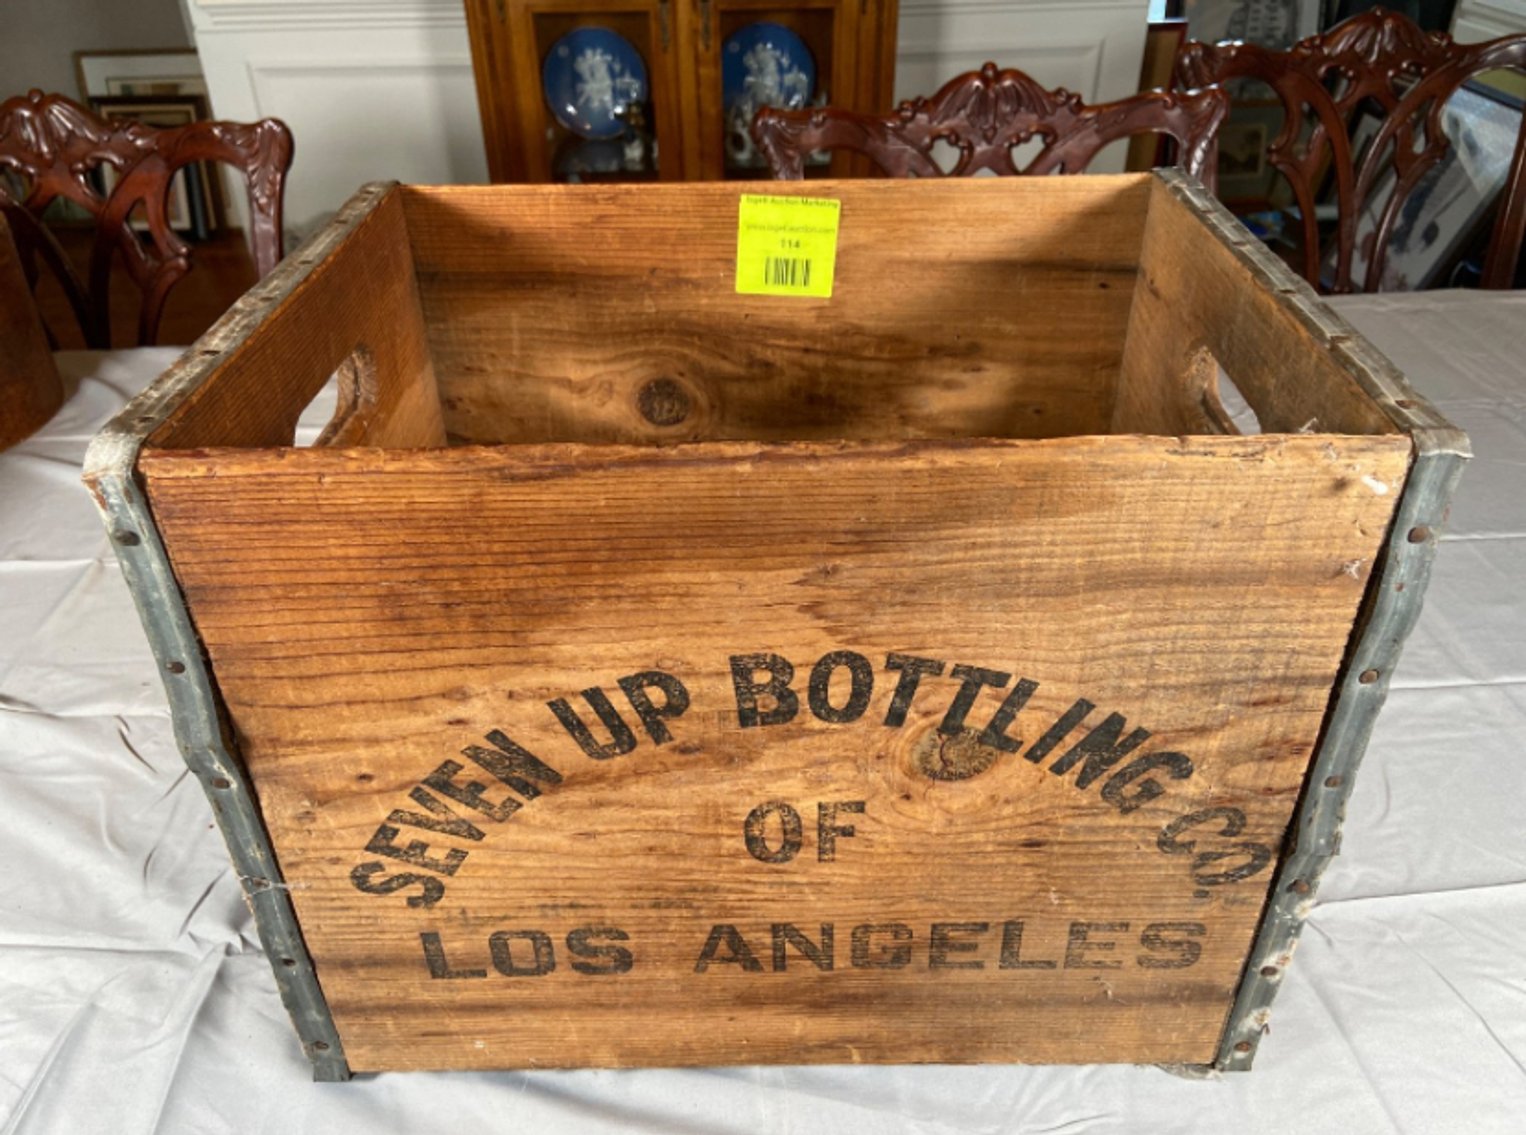 114
SEVEN UP BOTTLING CO.
OF
LOS ANGELES